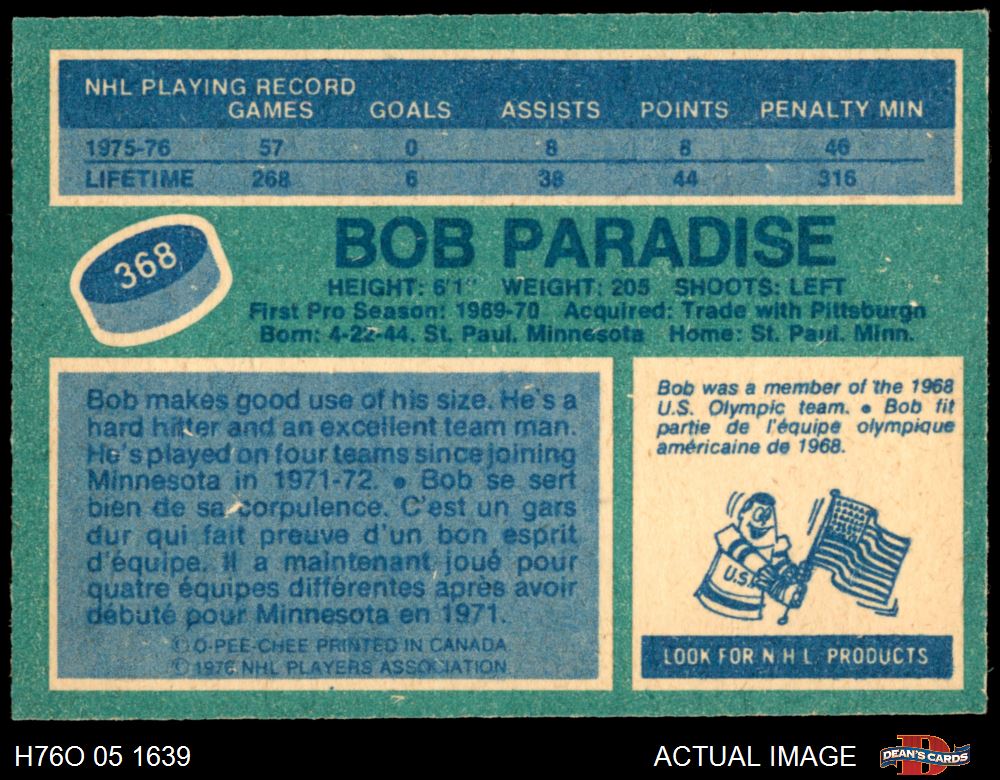 NHL PLAYING RECORD
GAMES GOALS ASSISTS POINTS PENALTY MIN
1975-76 57 0 8 8 46
LIFETIME 268 6 38 44 316
368
BOB PARADISE
HEIGHT: 6'1" WEIGHT: 205 SHOOTS: LEFT
First Pro Season: 1969-70 Acquired: Trade with Pittsburgh
Born: 4-22-44. St. Paul. Minnesota Home: St. Paul. Minn.
Bob makes good use of his size. He's a
hard hitter and an excellent team man.
He's played on four teams since joining
Minnesota in 1971-72. • Bob se sert
bien de sa corpulence. C'est un gars
dur qui fait preuve d'un bon esprit
d'équipe. Il a maintenant joué pour
quatre équipes différentes après avoir
débuté pour Minnesota en 1971.
© O-PEE-CHEE PRINTED IN CANADA
© 1976 NHL PLAYERS ASSOCIATION
Bob was a member of the 1968
U.S. Olympic team. • Bob fit
partie de l'équipe olympique
américaine de 1968.
U.S.
LOOK FOR N.H.L. PRODUCTS
H76O 05 1639
ACTUAL IMAGE
D
DEAN'S CARDS